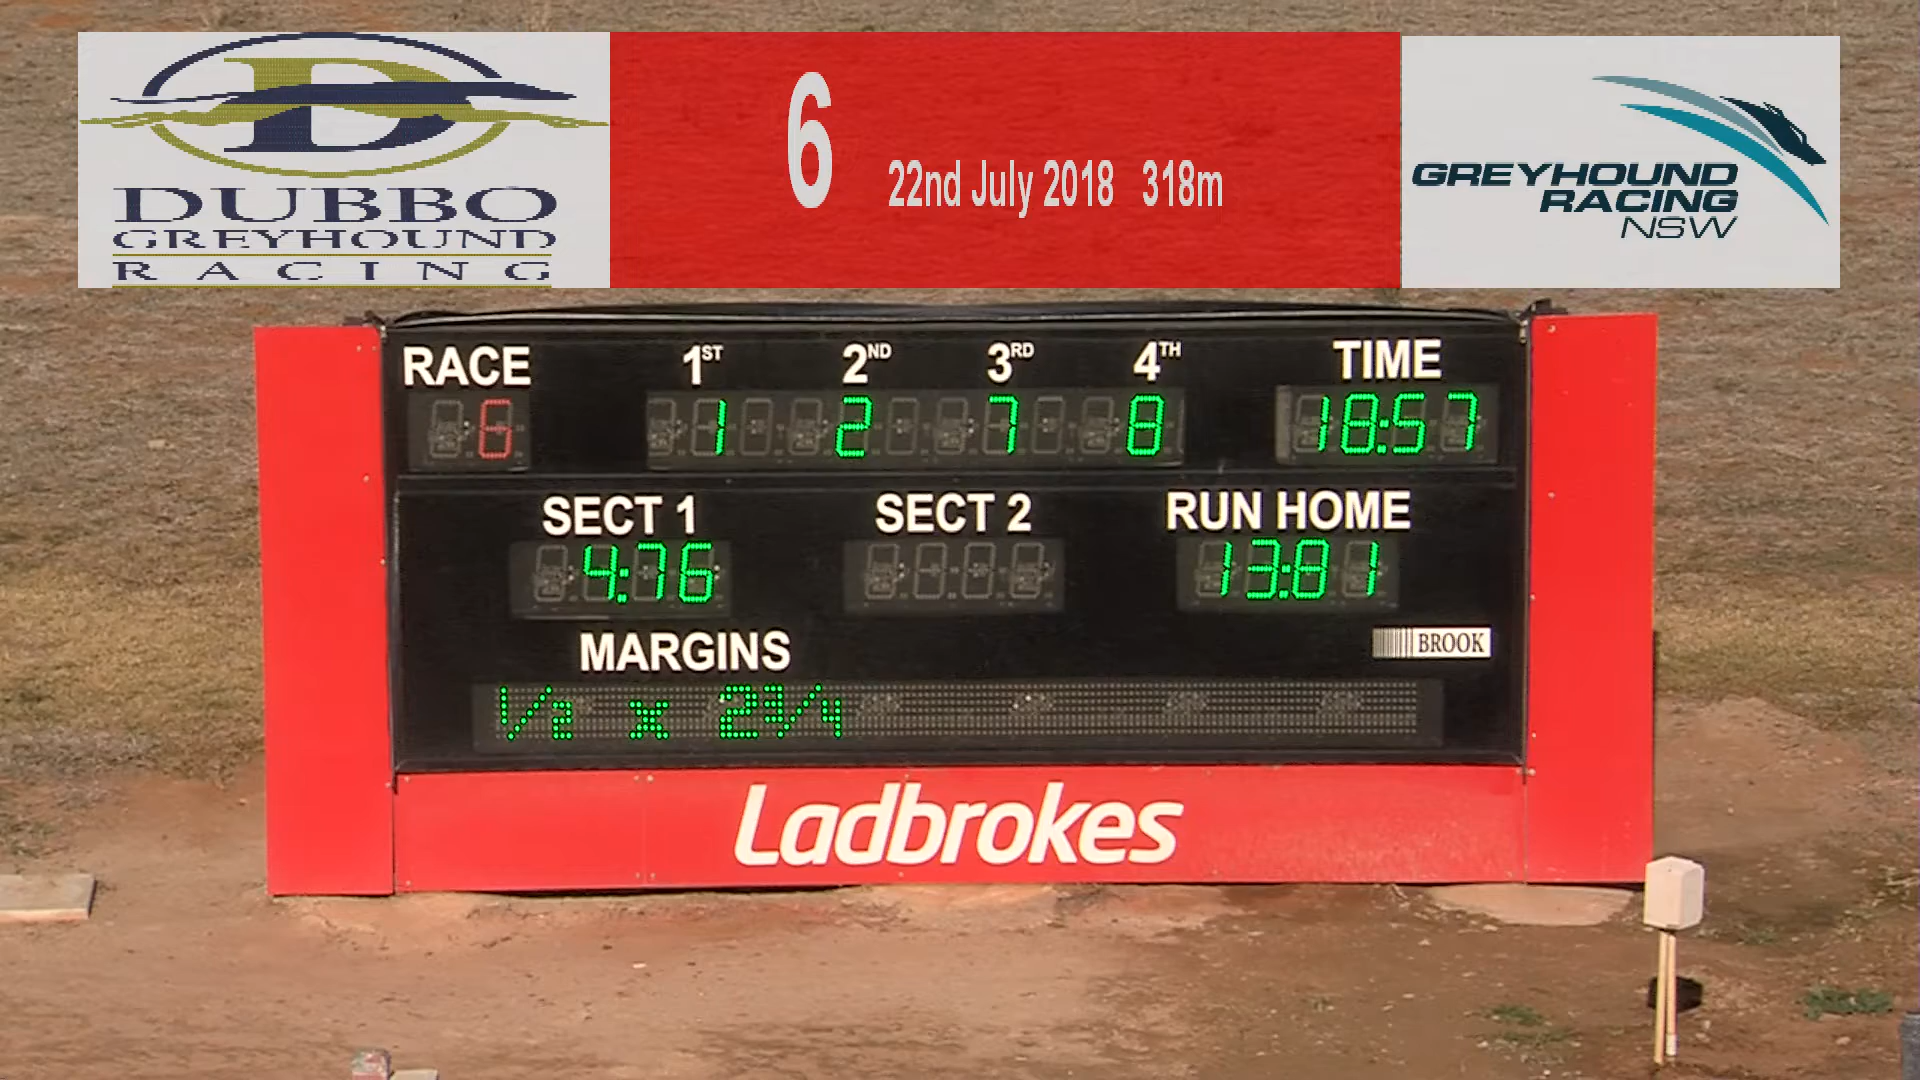 DUBBO
GREYHOUND
RACING
6 22nd July 2018 318m
GREYHOUND
RACING
NSW
RACE 1ST 2ND 3RD 4TH TIME
6 1 2 7 8 18:57
SECT 1 SECT 2 RUN HOME
4:76 13:81
MARGINS
BROOK
1/2 x 2 3/4
Ladbrokes